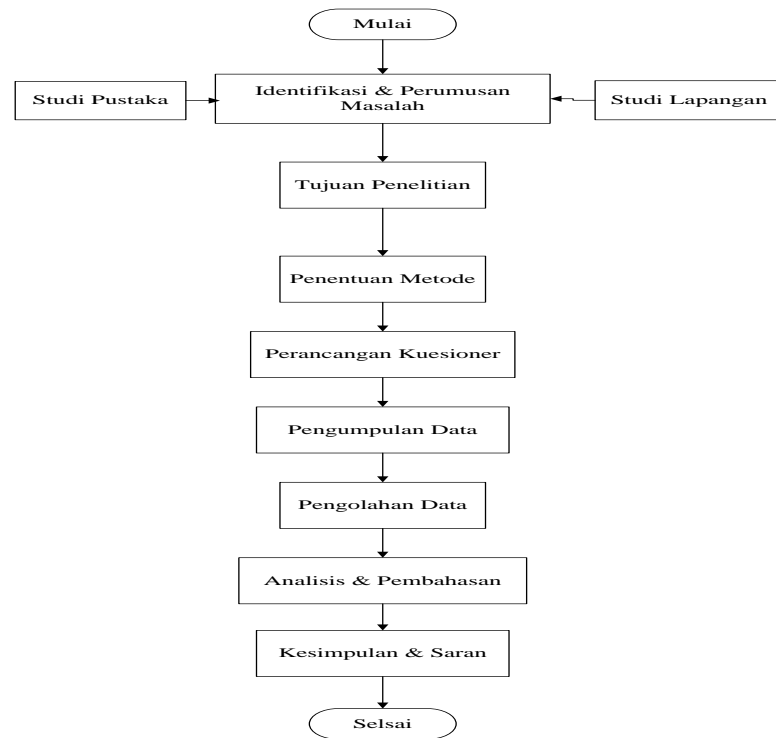 Mulai
Identifikasi & Perumusan
Masalah
Studi Pustaka
Studi Lapangan
Tujuan Penelitian
Penentuan Metode
Perancangan Kuesioner
Pengumpulan Data
Pengolahan Data
Analisis & Pembahasan
Kesimpulan & Saran
Selsai